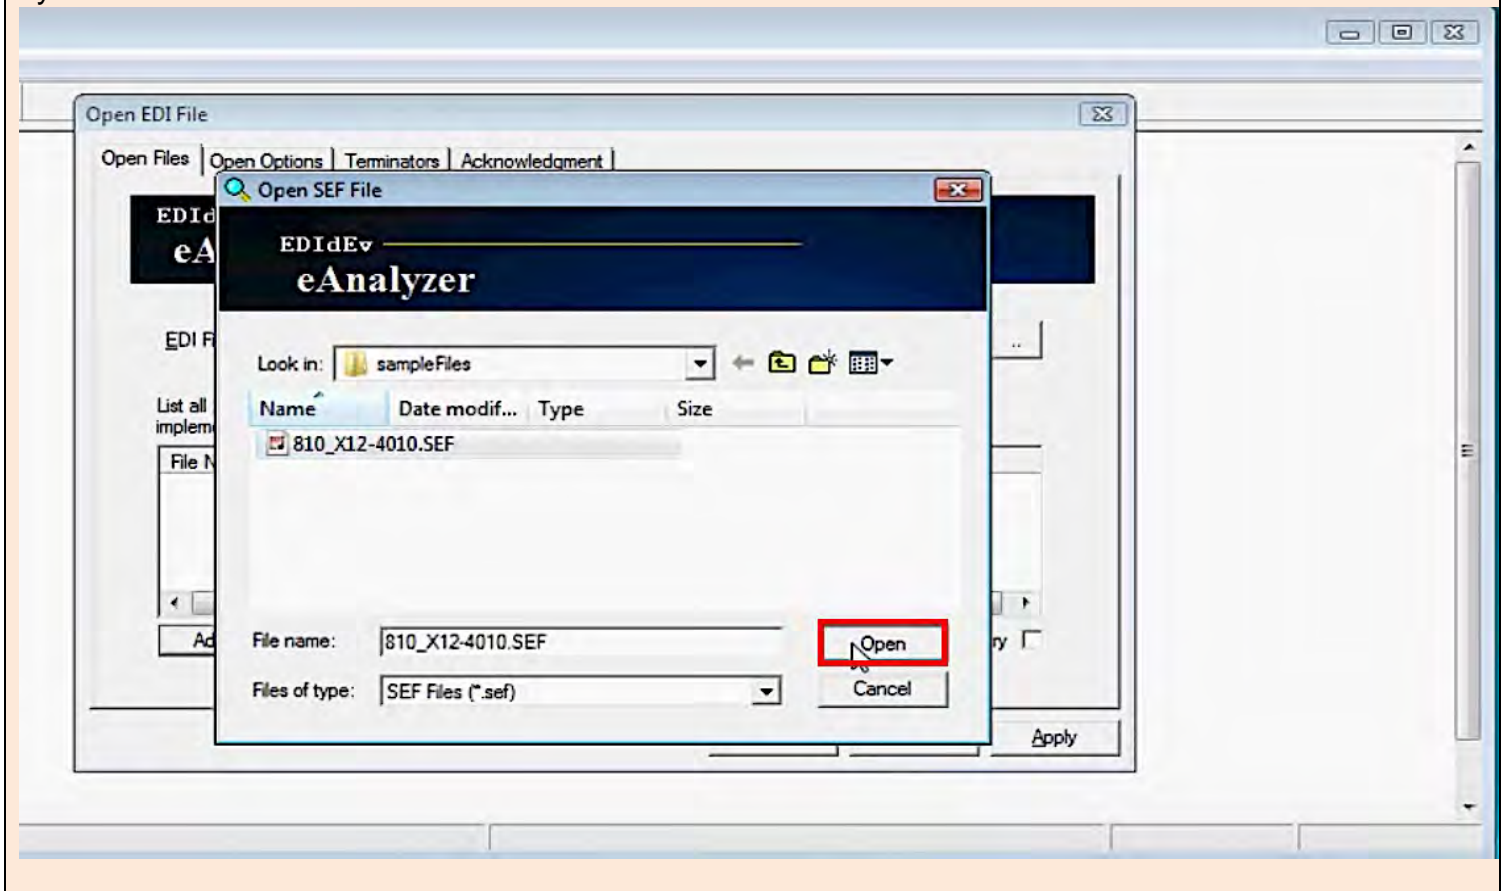 Open EDI File
Open Files Open Options Terminators Acknowledgment
Open SEF File
EDIdEv
eAnalyzer
EDI
Look in: sampleFiles
..
List all
Name Date modif... Type Size
810_X12-4010.SEF
File
File name: 810_X12-4010.SEF Open
Files of type: SEF Files (*.sef) Cancel
Apply